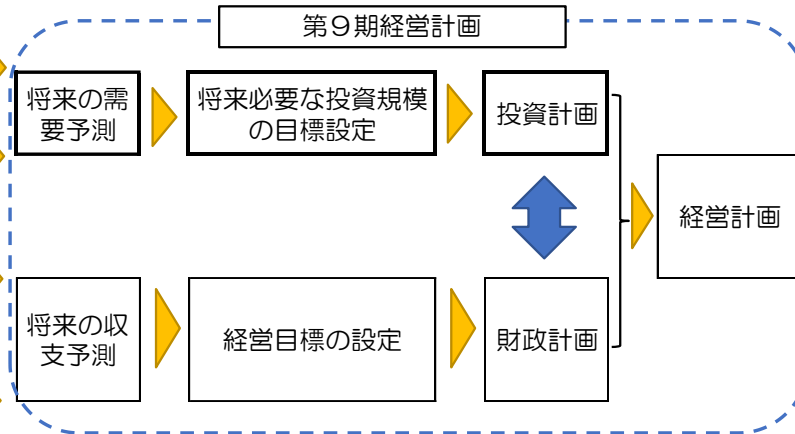 第９期経営計画
将来の需
要予測
将来必要な投資規模
の目標設定
投資計画
経営計画
将来の収
支予測
経営目標の設定
財政計画